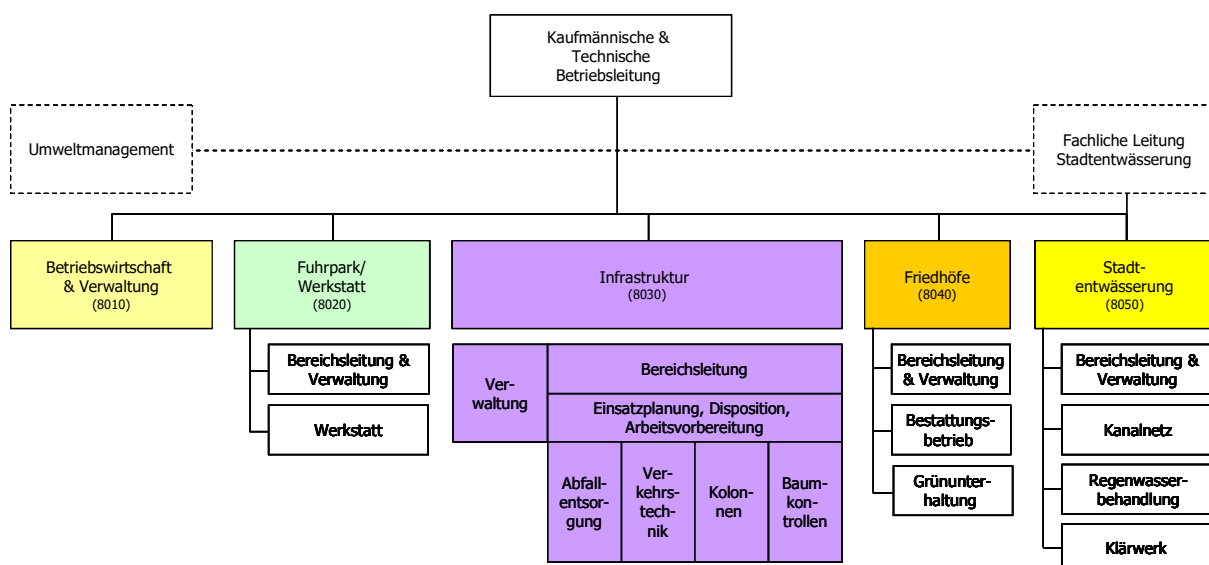 Kaufmännische &
Technische
Betriebsleitung
Umweltmanagement
Fachliche Leitung
Stadtentwässerung
Betriebswirtschaft
& Verwaltung
(8010)
Fuhrpark/
Werkstatt
(8020)
Infrastruktur
(8030)
Friedhöfe
(8040)
Stadt-
entwässerung
(8050)
Bereichsleitung &
Verwaltung
Werkstatt
Ver-
waltung
Bereichsleitung
Einsatzplanung, Disposition,
Arbeitsvorbereitung
Abfall-
entsor-
gung
Ver-
kehrs-
tech-
nik
Kolon-
nen
Baum-
kon-
trollen
Bereichsleitung
& Verwaltung
Bestattungs-
betrieb
Grünunter-
haltung
Bereichsleitung &
Verwaltung
Kanalnetz
Regenwasser-
behandlung
Klärwerk